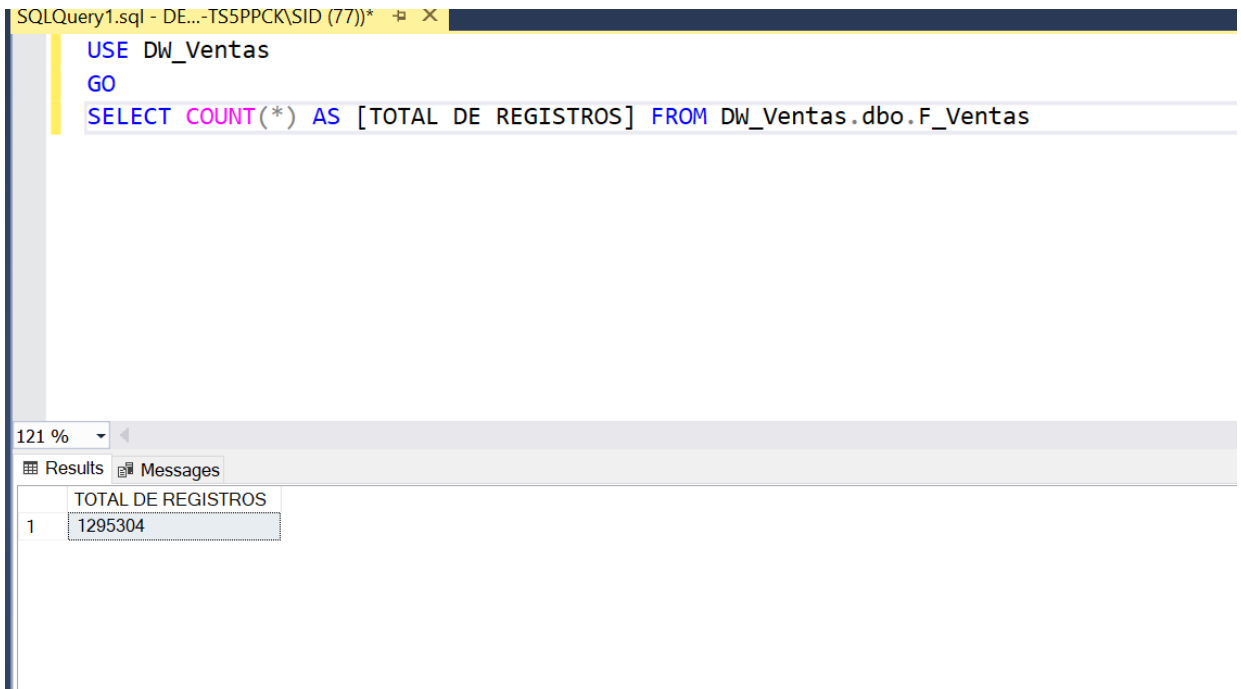 SQLQuery1.sql - DE...-TS5PPCK\SID (77))*
USE DW_Ventas
GO
SELECT COUNT(*) AS [TOTAL DE REGISTROS] FROM DW_Ventas.dbo.F_Ventas
121 %
Results Messages
TOTAL DE REGISTROS
1 1295304